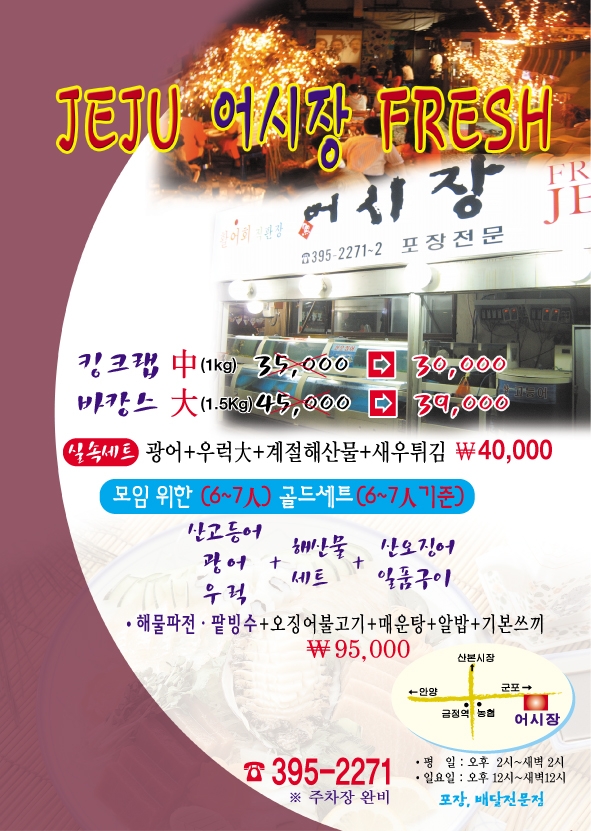 JEJU 어시장 FRESH
어시장
FR
JE
☎395-2271~2 포장전문
킹크랩 中 (1kg) 35,000 ➡ 30,000
바캉스 大 (1.5Kg) 45,000 ➡ 39,000
실속세트 광어+우럭大+계절해산물+새우튀김 ₩40,000
모임 위한 (6~7人) 골드세트(6~7人기준)
산고등어
광어
우럭
+
해산물
세트
+
산오징어
일품구이
·해물파전·팥빙수+오징어불고기+매운탕+알밥+기본쓰끼
₩95,000
산본시장
←안양
군포→
금정역
농협
어시장
☎ 395-2271
※ 주차장 완비
·평 일 : 오후 2시~새벽 2시
·일요일 : 오후 12시~새벽12시
포장, 배달전문점